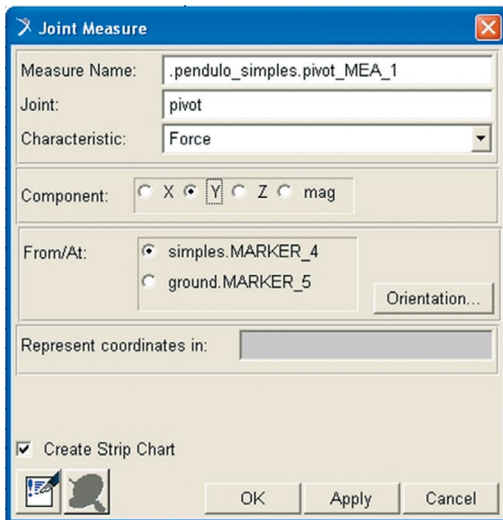 Joint Measure
Measure Name: .pendulo_simples.pivot_MEA_1
Joint: pivot
Characteristic: Force
Component: X Y Z mag
From/At: simples.MARKER_4
ground.MARKER_5
Orientation...
Represent coordinates in:
Create Strip Chart
OK Apply Cancel